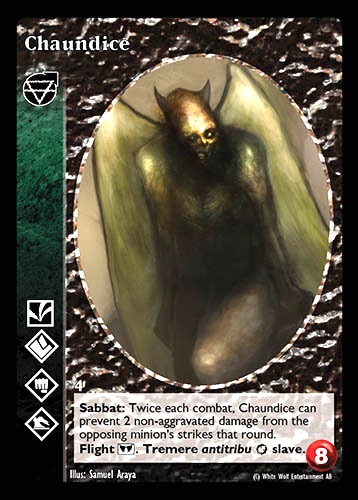 Chaundice
4
Sabbat: Twice each combat, Chaundice can
prevent 2 non-aggravated damage from the
opposing minion's strikes that round.
Flight. Tremere antitribu slave.
8
Illus: Samuel Araya
(C) White Wolf Entertainment AB